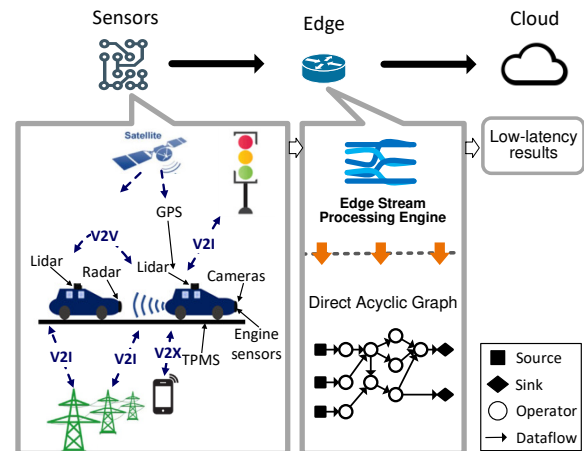 Sensors
Edge
Cloud
Satellite
GPS
V2V
V2I
Lidar
Radar
Lidar
Cameras
Engine
sensors
TPMS
V2I
V2I
V2X
Edge Stream
Processing Engine
Direct Acyclic Graph
Low-latency
results
Source
Sink
Operator
Dataflow